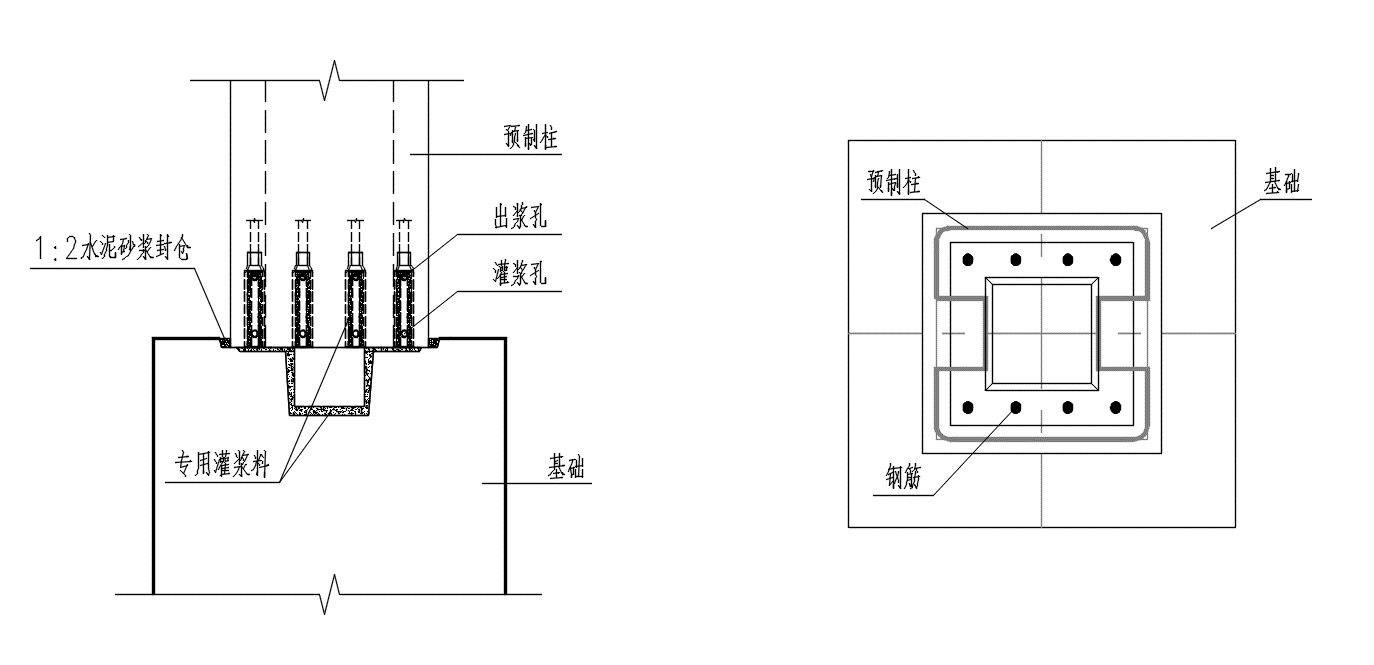 预制柱
出浆孔
1:2水泥砂浆封仓
灌浆孔
专用灌浆料
基础
预制柱
基础
钢筋